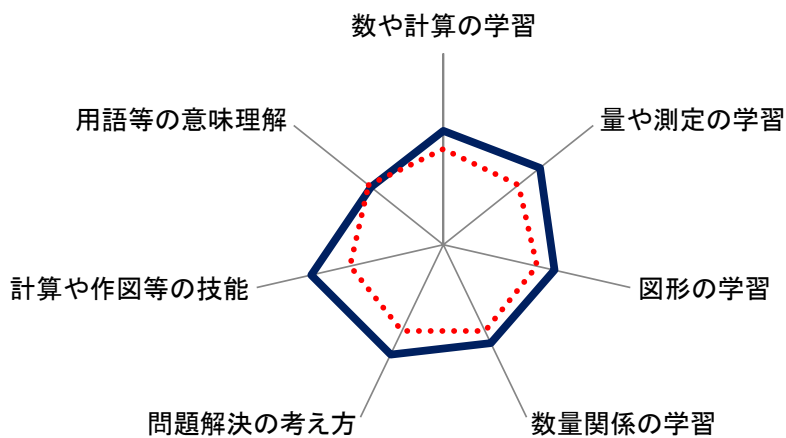 数や計算の学習
用語等の意味理解
量や測定の学習
計算や作図等の技能
図形の学習
問題解決の考え方
数量関係の学習